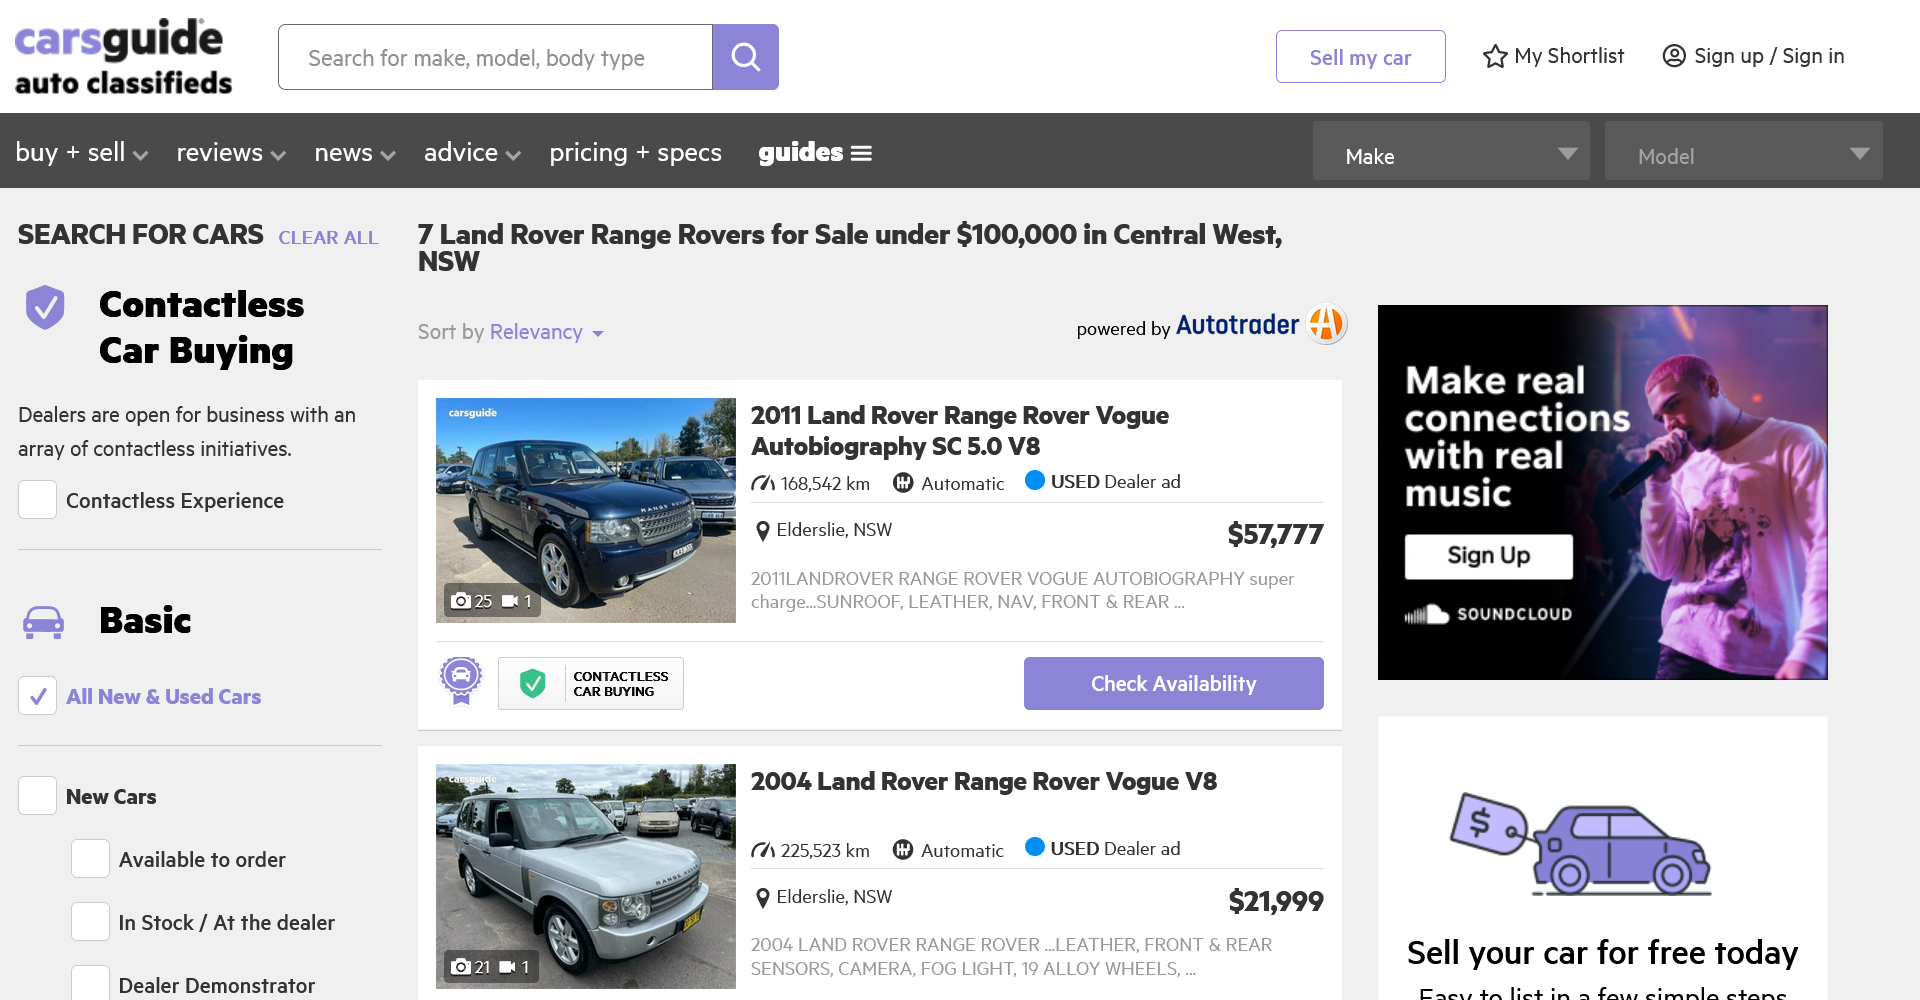 carsguide
auto classifieds
Search for make, model, body type
Sell my car
My Shortlist
Sign up / Sign in
buy + sell
reviews
news
advice
pricing + specs
guides
Make
Model
SEARCH FOR CARS
CLEAR ALL
Contactless
Car Buying
Dealers are open for business with an
array of contactless initiatives.
Contactless Experience
Basic
All New & Used Cars
New Cars
Available to order
In Stock / At the dealer
Dealer Demonstrator
7 Land Rover Range Rovers for Sale under $100,000 in Central West,
NSW
Sort by Relevancy
powered by Autotrader
carsguide
25
1
2011 Land Rover Range Rover Vogue
Autobiography SC 5.0 V8
168,542 km
Automatic
USED Dealer ad
Elderslie, NSW
$57,777
2011LANDROVER RANGE ROVER VOGUE AUTOBIOGRAPHY super
charge...SUNROOF, LEATHER, NAV, FRONT & REAR ...
CONTACTLESS
CAR BUYING
Check Availability
carsguide
RANGE ROVER
21
1
2004 Land Rover Range Rover Vogue V8
225,523 km
Automatic
USED Dealer ad
Elderslie, NSW
$21,999
2004 LAND ROVER RANGE ROVER ...LEATHER, FRONT & REAR
SENSORS, CAMERA, FOG LIGHT, 19 ALLOY WHEELS, ...
Make real
connections
with real
music
Sign Up
SOUNDCLOUD
$
Sell your car for free today
Easy to list in a few simple steps